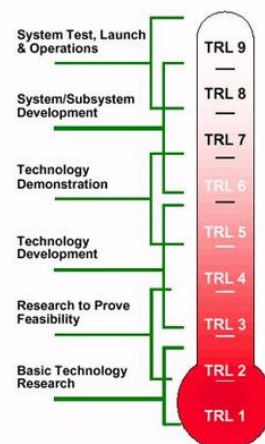 System Test, Launch
& Operations
System/Subsystem
Development
Technology
Demonstration
Technology
Development
Research to Prove
Feasibility
Basic Technology
Research
TRL 9
TRL 8
TRL 7
TRL 6
TRL 5
TRL 4
TRL 3
TRL 2
TRL 1